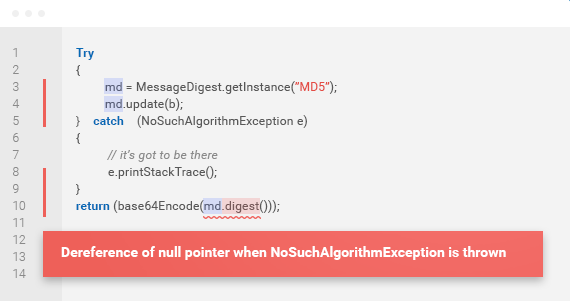 1 Try
2 {
3 md = MessageDigest.getInstance(”MD5”);
4 md.update(b);
5 } catch (NoSuchAlgorithmException e)
6 {
7 // it’s got to be there
8 e.printStackTrace();
9 }
10 return (base64Encode(md.digest()));
11
12
13
14
Dereference of null pointer when NoSuchAlgorithmException is thrown